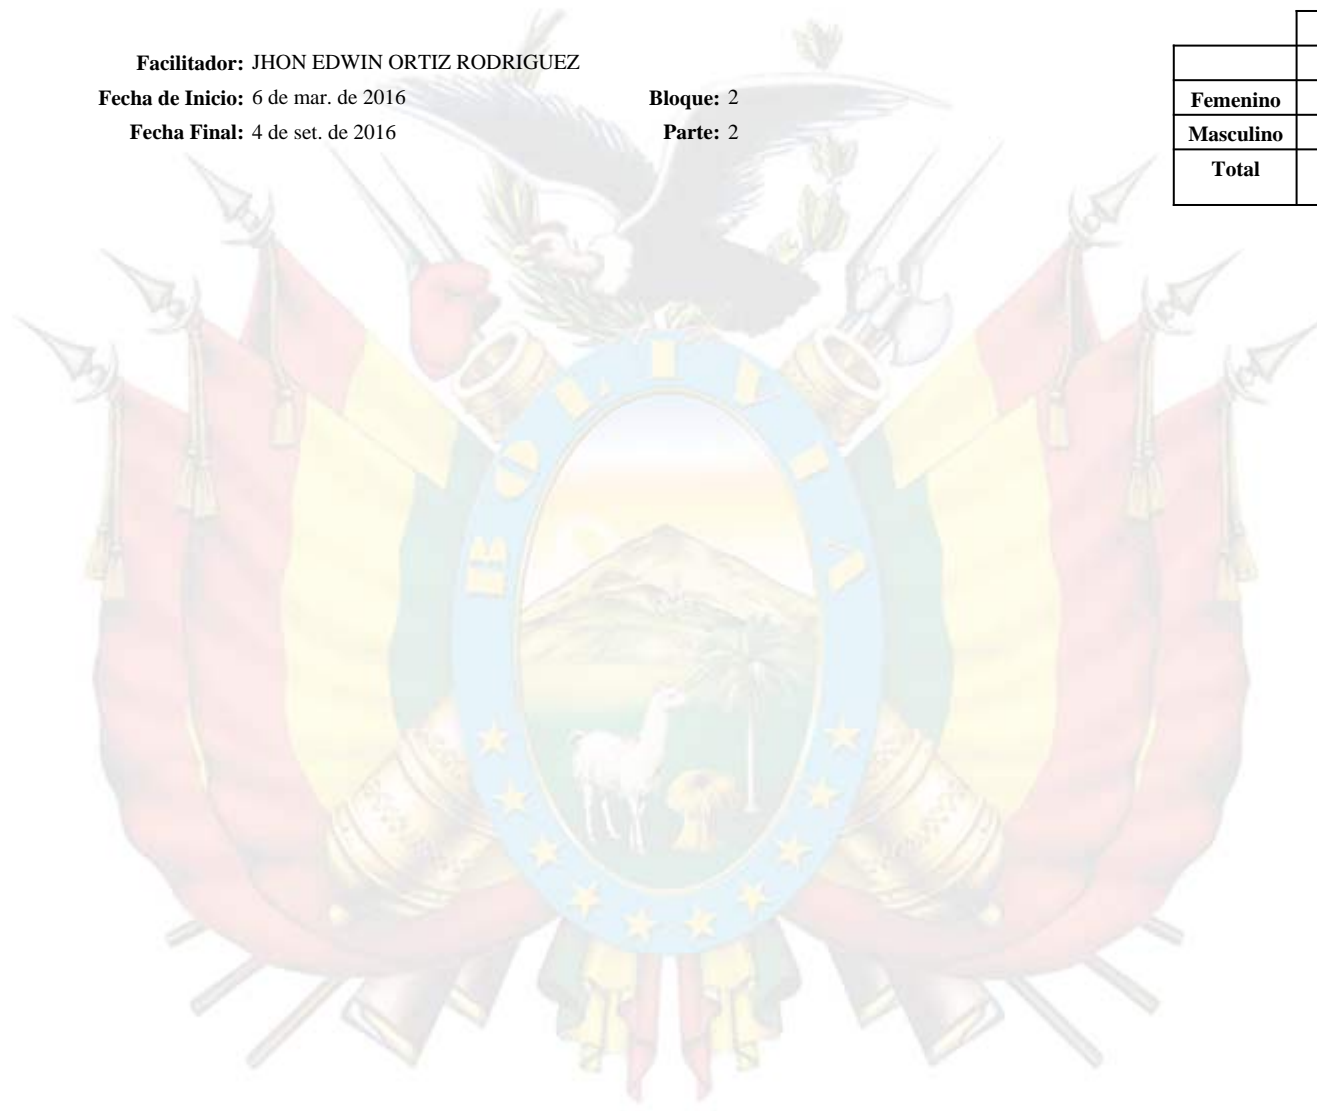 Facilitador: JHON EDWIN ORTIZ RODRIGUEZ
Fecha de Inicio: 6 de mar. de 2016 Bloque: 2
Fecha Final: 4 de set. de 2016 Parte: 2
Femenino
Masculino
Total
BOLIVIA